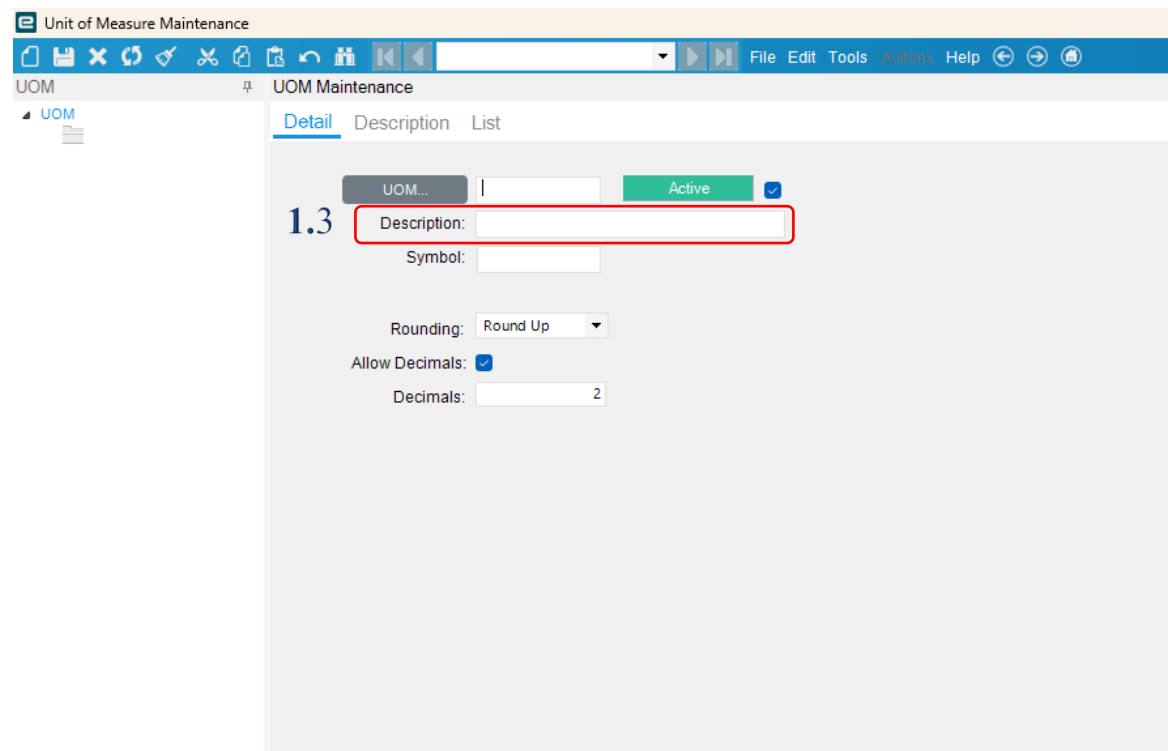 Unit of Measure Maintenance
File Edit Tools Actions Help
UOM
UOM Maintenance
UOM
Detail Description List
UOM... Active
1.3 Description:
Symbol:
Rounding: Round Up
Allow Decimals:
Decimals: 2